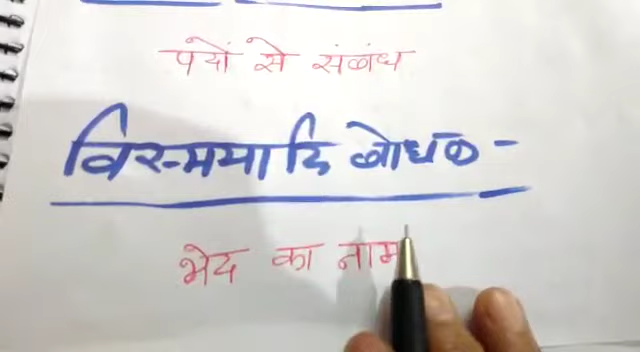 पदों से संबंध
विस्मयादि बोधक -
भेद का नाम